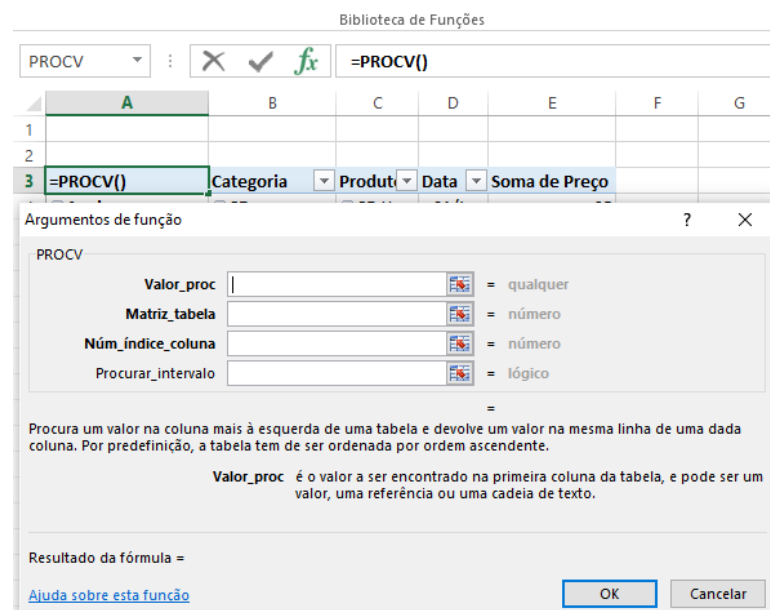 Biblioteca de Funções
PROCV fx =PROCV()
A B C D E F G
1
2
3 =PROCV() Categoria Produto Data Soma de Preço
Argumentos de função ? X
PROCV
Valor_proc = qualquer
Matriz_tabela = número
Núm_índice_coluna = número
Procurar_intervalo = lógico
=
Procura um valor na coluna mais à esquerda de uma tabela e devolve um valor na mesma linha de uma dada
coluna. Por predefinição, a tabela tem de ser ordenada por ordem ascendente.
Valor_proc é o valor a ser encontrado na primeira coluna da tabela, e pode ser um
valor, uma referência ou uma cadeia de texto.
Resultado da fórmula =
Ajuda sobre esta função OK Cancelar